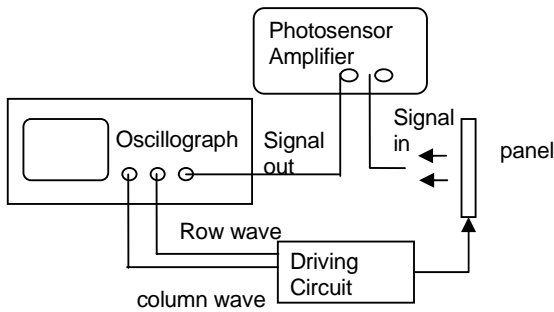 Photosensor
Amplifier
Oscillograph
Signal
out
Signal
in
panel
Row wave
Driving
Circuit
column wave